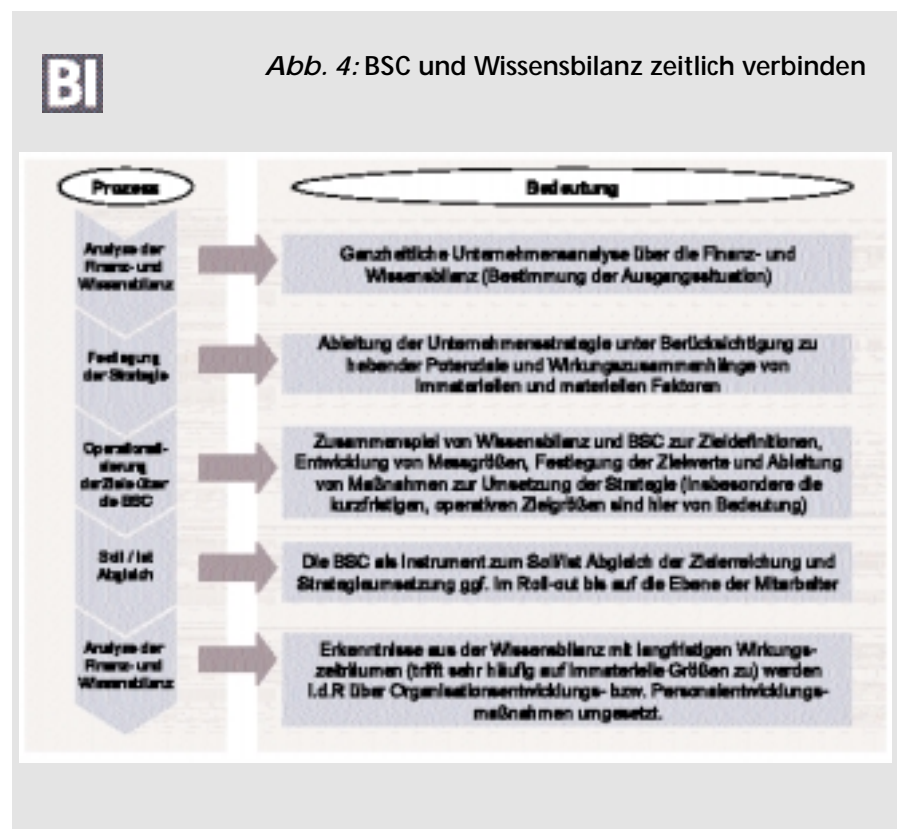 BI
Abb. 4: BSC und Wissensbilanz zeitlich verbinden
Prozess
Bedeutung
Analyse der
Finanz- und
Wissensbilanz
Ganzheitliche Unternehmensanalyse über die Finanz- und
Wissensbilanz (Bestimmung der Ausgangssituation)
Festlegung
der Strategie
Ableitung der Unternehmensstrategie unter Berücksichtigung zu
hebender Potenziale und Wirkungszusammenhänge von
immateriellen und materiellen Faktoren
Operationali-
sierung
der Ziele über
die BSC
Zusammenspiel von Wissensbilanz und BSC zur Zieldefinitionen,
Entwicklung von Messgrößen, Festlegung der Zielwerte und Ableitung
von Maßnahmen zur Umsetzung der Strategie (insbesondere die
kurzfristigen, operativen Zielgrößen sind hier von Bedeutung)
Soll / Ist
Abgleich
Die BSC als Instrument zum Soll/Ist Abgleich der Zielerreichung und
Strategieumsetzung ggf. im Roll-out bis auf die Ebene der Mitarbeiter
Analyse der
Finanz- und
Wissensbilanz
Erkenntnisse aus der Wissensbilanz mit langfristigen Wirkungs-
zeiträumen (trifft sehr häufig auf immaterielle Größen zu) werden
i.d.R über Organisationsentwicklungs- bzw. Personalentwicklungs-
maßnahmen umgesetzt.